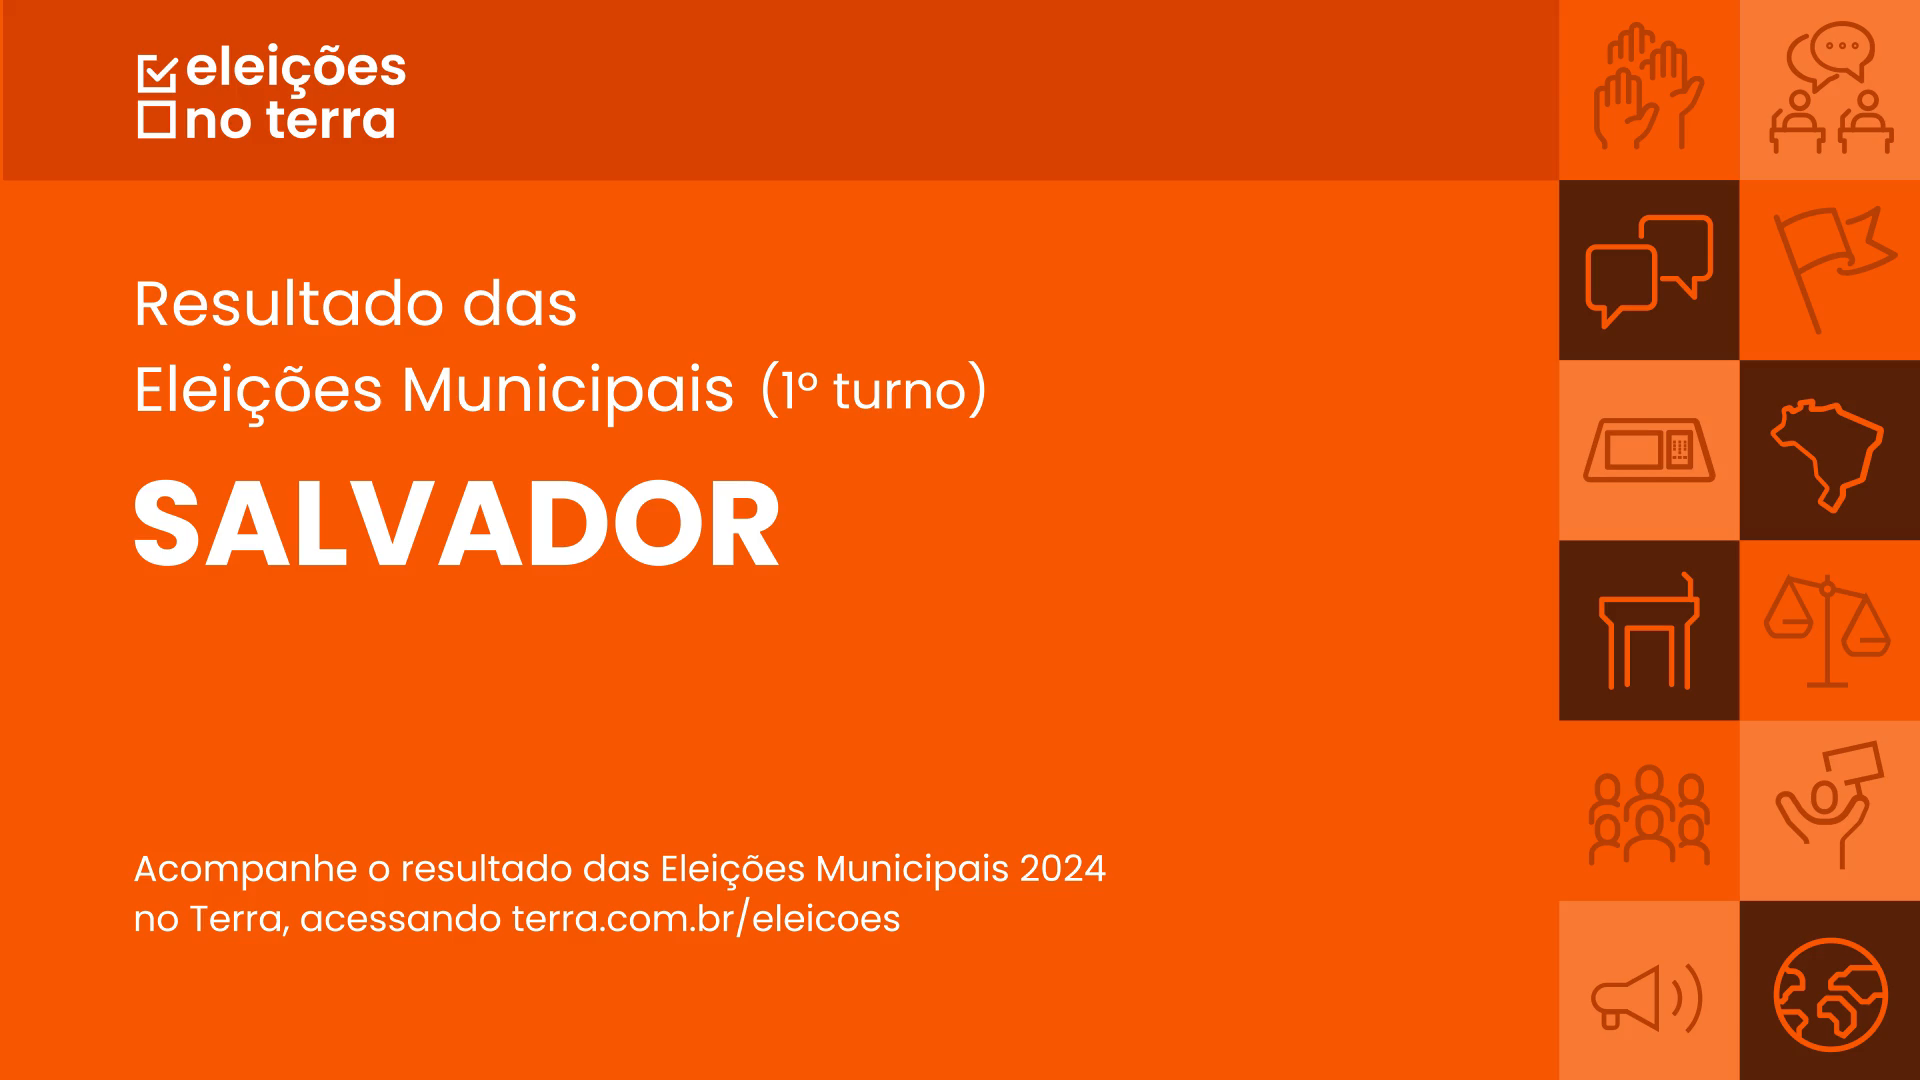 eleições
no terra
Resultado das
Eleições Municipais (1º turno)
SALVADOR
Acompanhe o resultado das Eleições Municipais 2024
no Terra, acessando terra.com.br/eleicoes